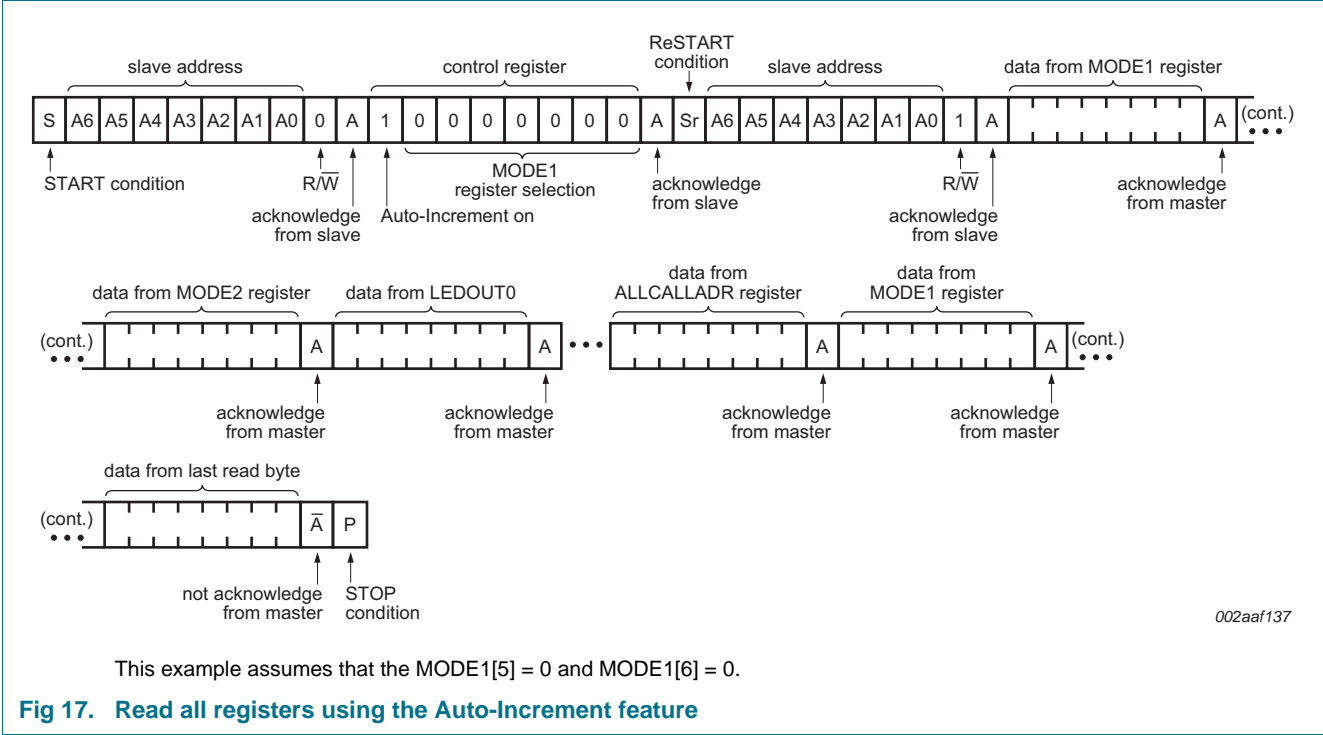 ReSTART
condition
slave address
control register
slave address
data from MODE1 register
S A6 A5 A4 A3 A2 A1 A0 0 A 1 0 0 0 0 0 0 0 A Sr A6 A5 A4 A3 A2 A1 A0 1 A A (cont.)
START condition
R/W̅
acknowledge
from slave
Auto-Increment on
MODE1
register selection
acknowledge
from slave
R/W̅
acknowledge
from slave
acknowledge
from master
data from MODE2 register
data from LEDOUT0
data from
ALLCALLADR register
data from
MODE1 register
(cont.) A A A A (cont.)
acknowledge
from master
acknowledge
from master
acknowledge
from master
acknowledge
from master
data from last read byte
(cont.) A̅ P
not acknowledge
from master
STOP
condition
002aaf137
This example assumes that the MODE1[5] = 0 and MODE1[6] = 0.
Fig 17. Read all registers using the Auto-Increment feature